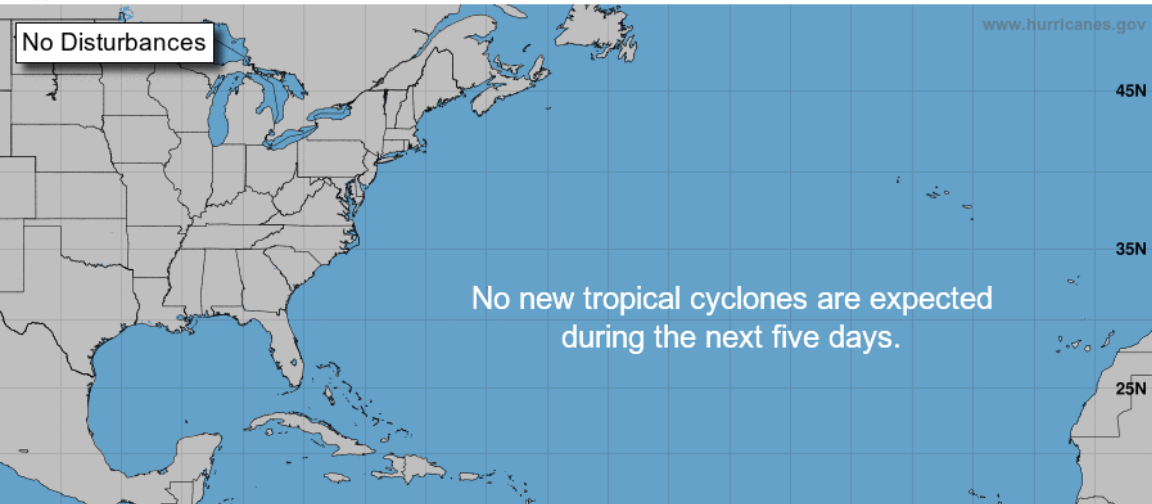 www.hurricanes.gov
No Disturbances
45N
35N
No new tropical cyclones are expected
during the next five days.
25N